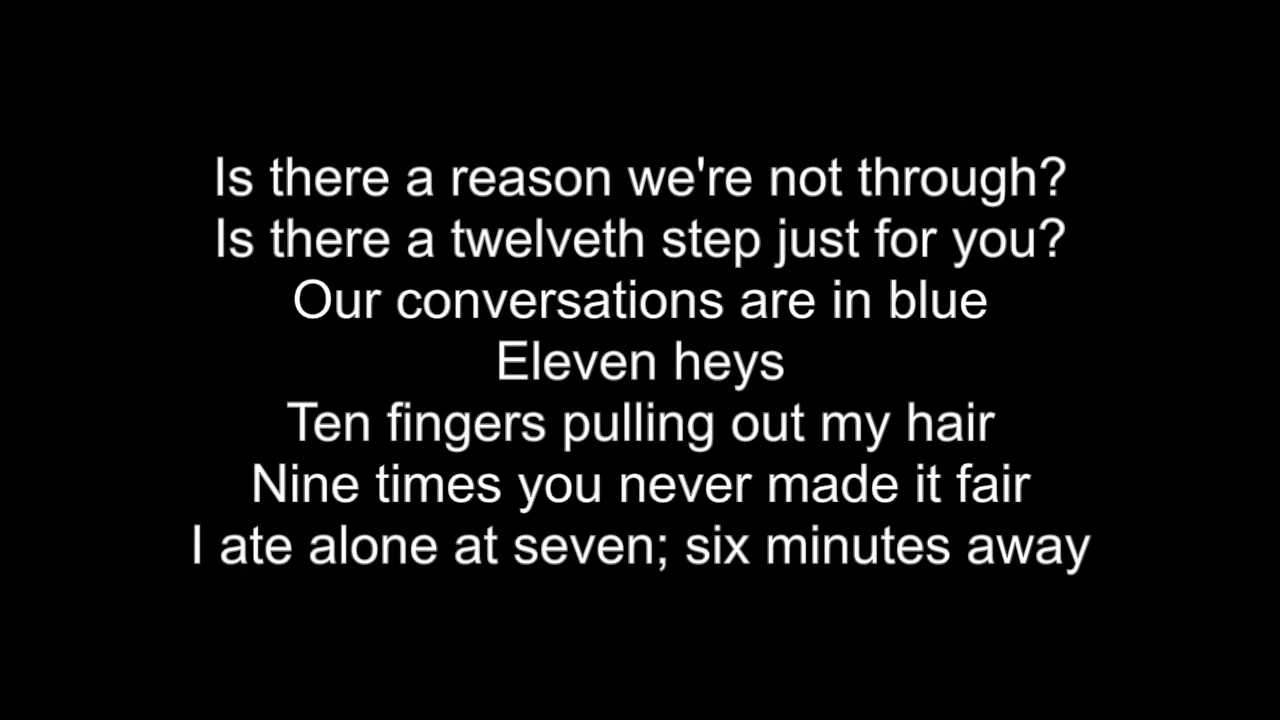 Is there a reason we're not through?
Is there a twelveth step just for you?
Our conversations are in blue
Eleven heys
Ten fingers pulling out my hair
Nine times you never made it fair
I ate alone at seven; six minutes away